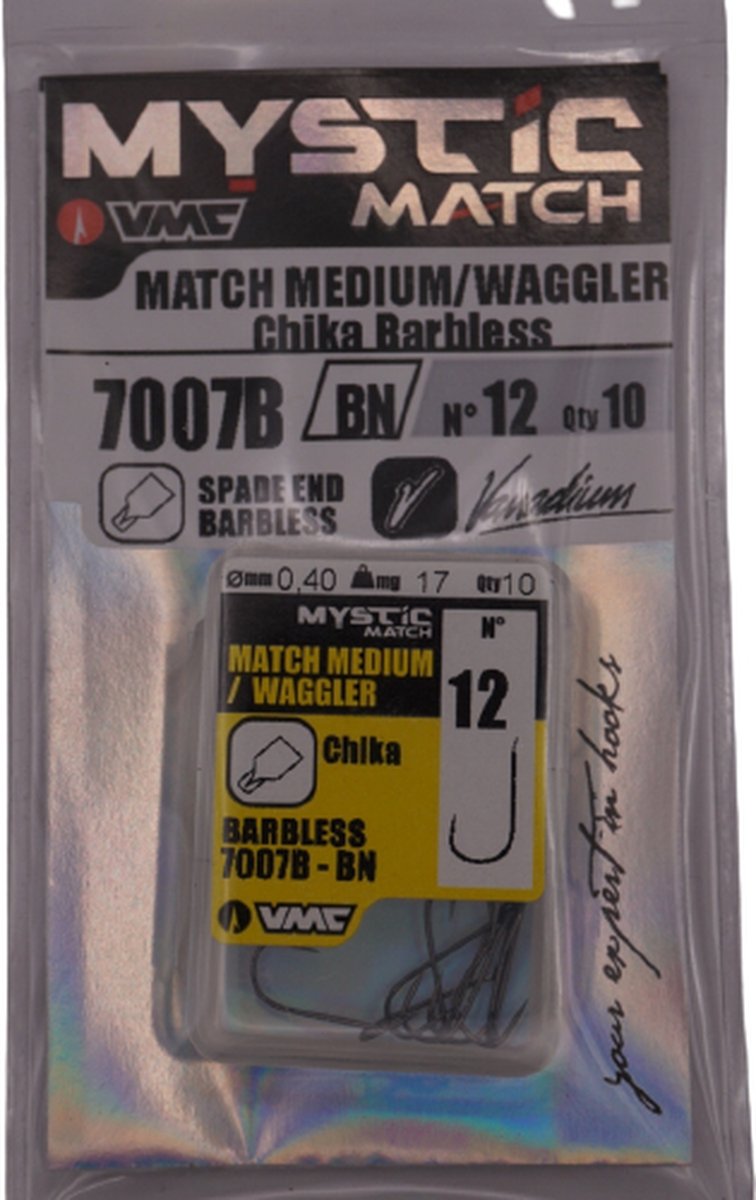 MYSTIC
MATCH
VMC
MATCH MEDIUM/WAGGLER
Chika Barbless
7007B BN N° 12 Qty 10
SPADE END
BARBLESS
Vanadium
Ømm 0,40 mg 17 Qty 10
MYSTIC
MATCH
N°
12
MATCH MEDIUM
/ WAGGLER
Chika
BARBLESS
7007B - BN
VMC
your expert in hooks